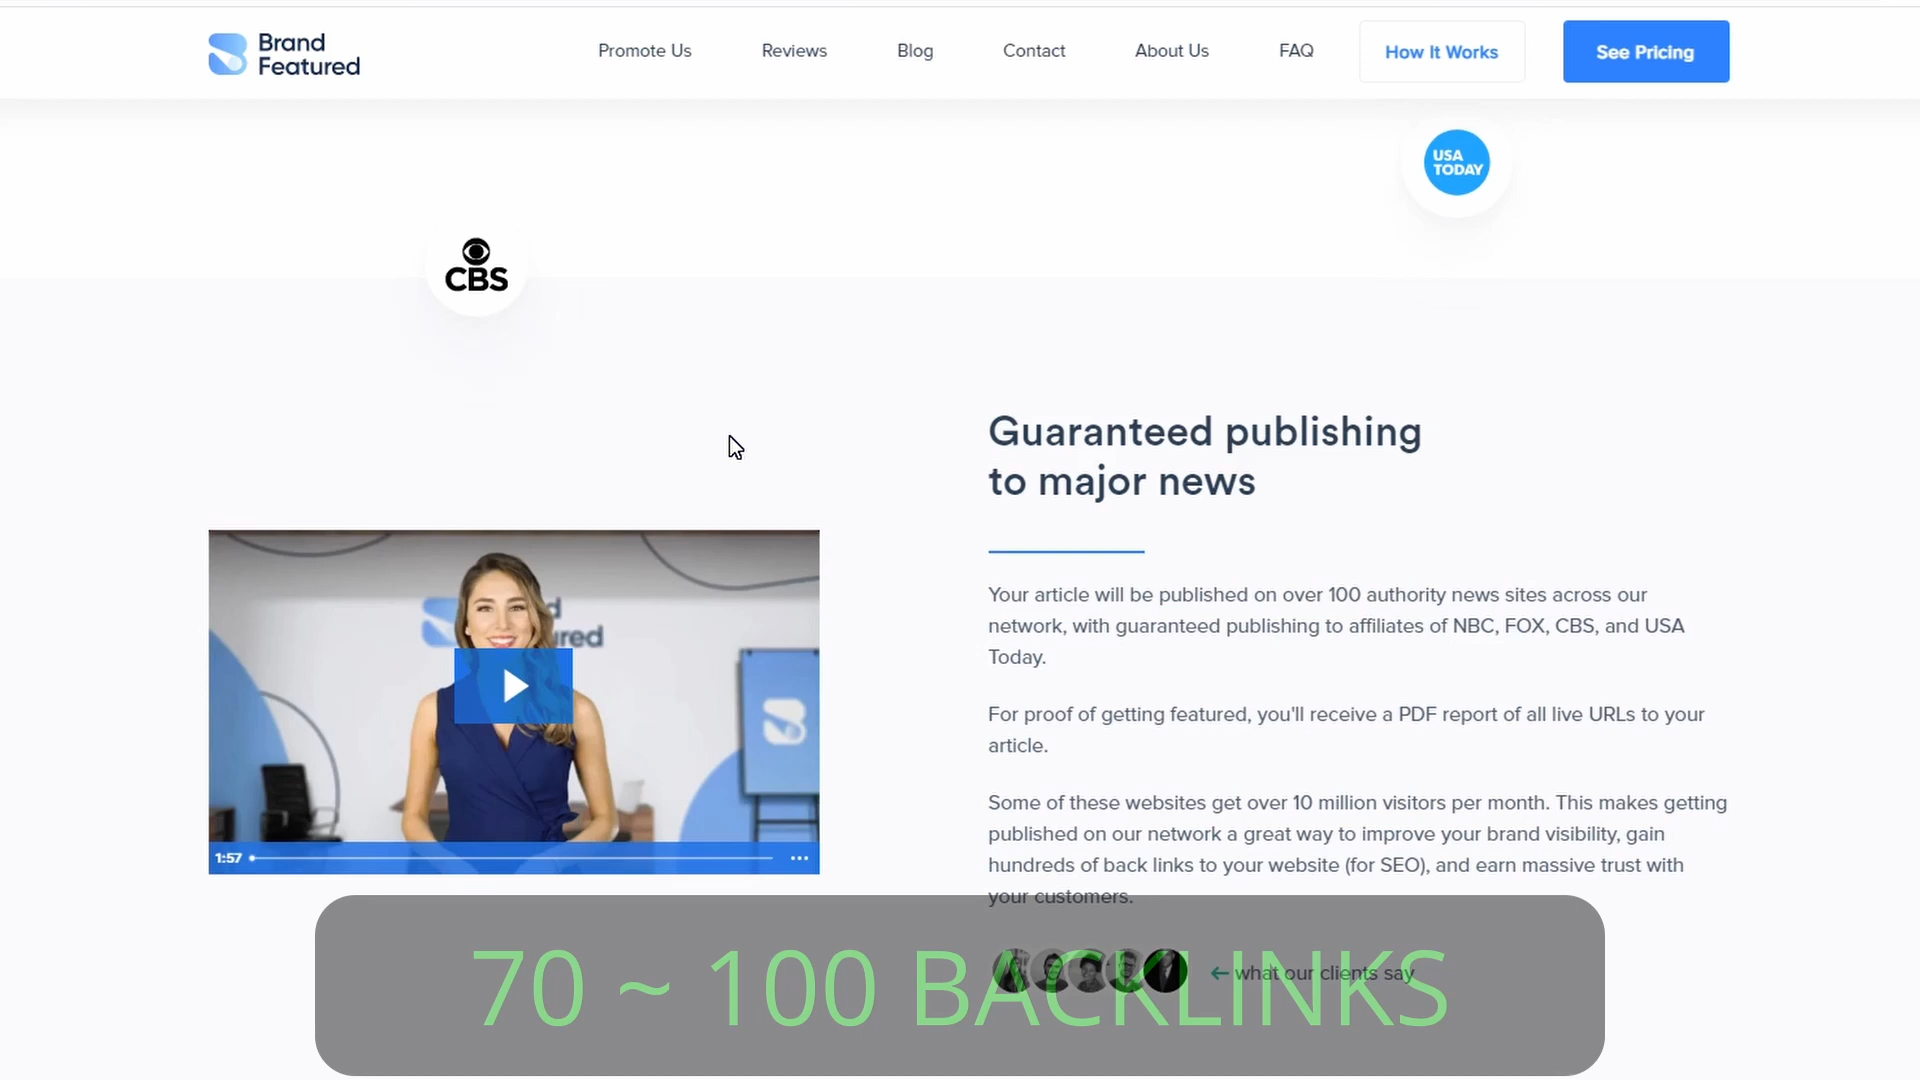 Brand
Featured
Promote Us
Reviews
Blog
Contact
About Us
FAQ
How It Works
See Pricing
USA
TODAY
CBS
Guaranteed publishing
to major news
Your article will be published on over 100 authority news sites across our
network, with guaranteed publishing to affiliates of NBC, FOX, CBS, and USA
Today.
For proof of getting featured, you'll receive a PDF report of all live URLs to your
article.
Some of these websites get over 10 million visitors per month. This makes getting
published on our network a great way to improve your brand visibility, gain
hundreds of back links to your website (for SEO), and earn massive trust with
your customers.
1:57
what our clients say
70 ~ 100 BACKLINKS